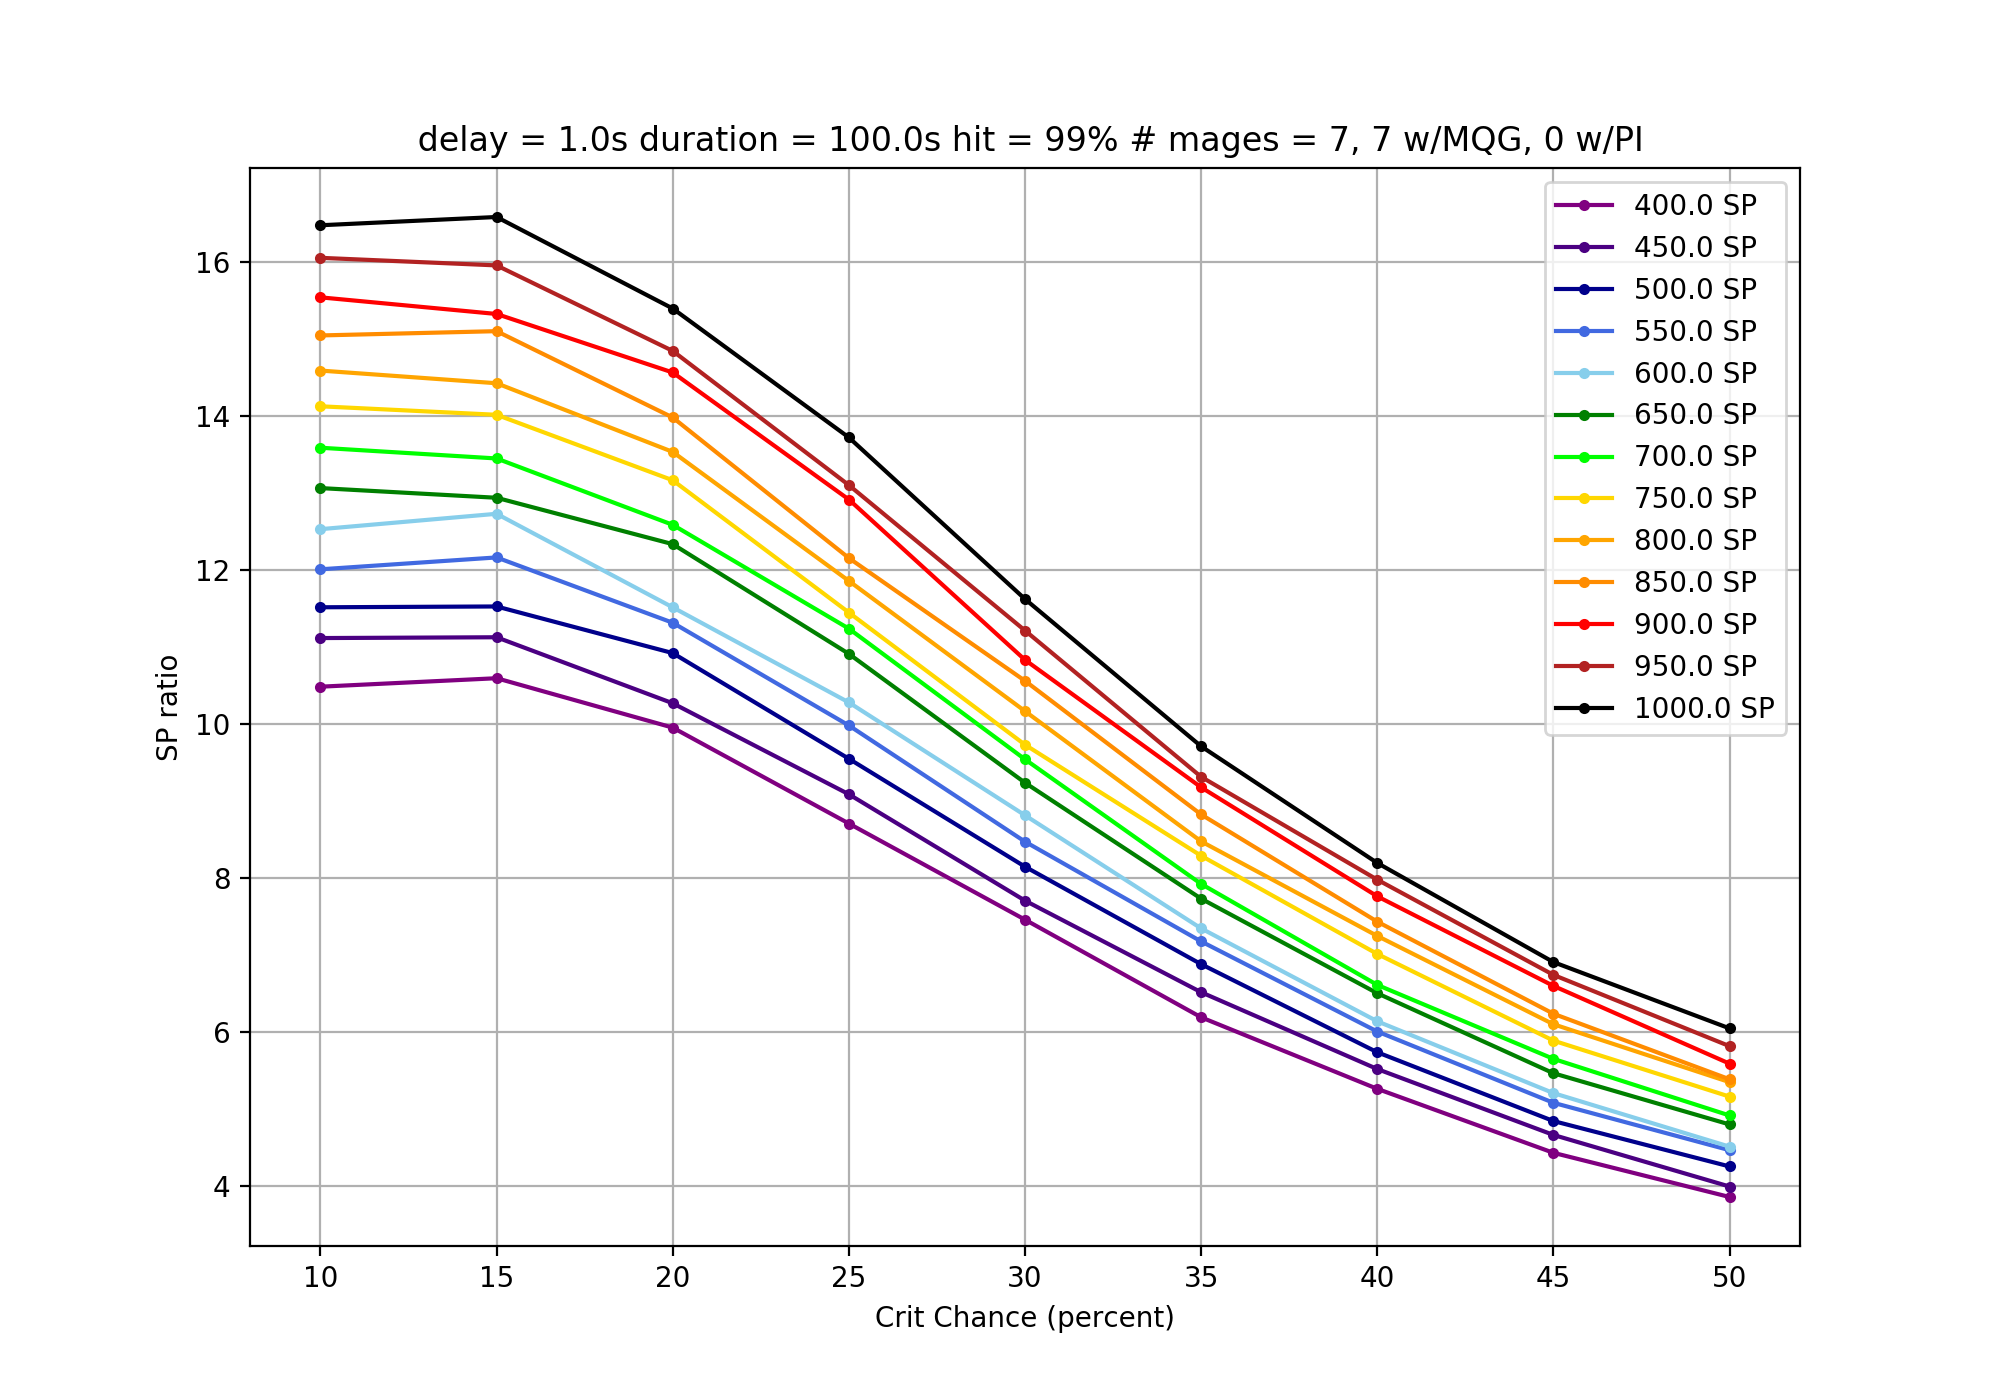 delay = 1.0s duration = 100.0s hit = 99% # mages = 7, 7 w/MQG, 0 w/PI
400.0 SP
450.0 SP
500.0 SP
550.0 SP
600.0 SP
650.0 SP
700.0 SP
750.0 SP
800.0 SP
850.0 SP
900.0 SP
950.0 SP
1000.0 SP
SP ratio
16
14
12
10
8
6
4
10 15 20 25 30 35 40 45 50
Crit Chance (percent)